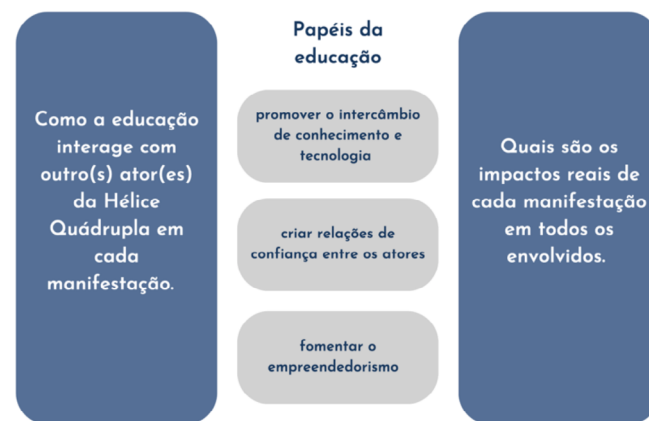 Como a educação
interage com
outro(s) ator(es)
da Hélice
Quádrupla em
cada
manifestação.
Papéis da
educação
promover o intercâmbio
de conhecimento e
tecnologia
criar relações de
confiança entre os atores
fomentar o
empreendedorismo
Quais são os
impactos reais de
cada manifestação
em todos os
envolvidos.